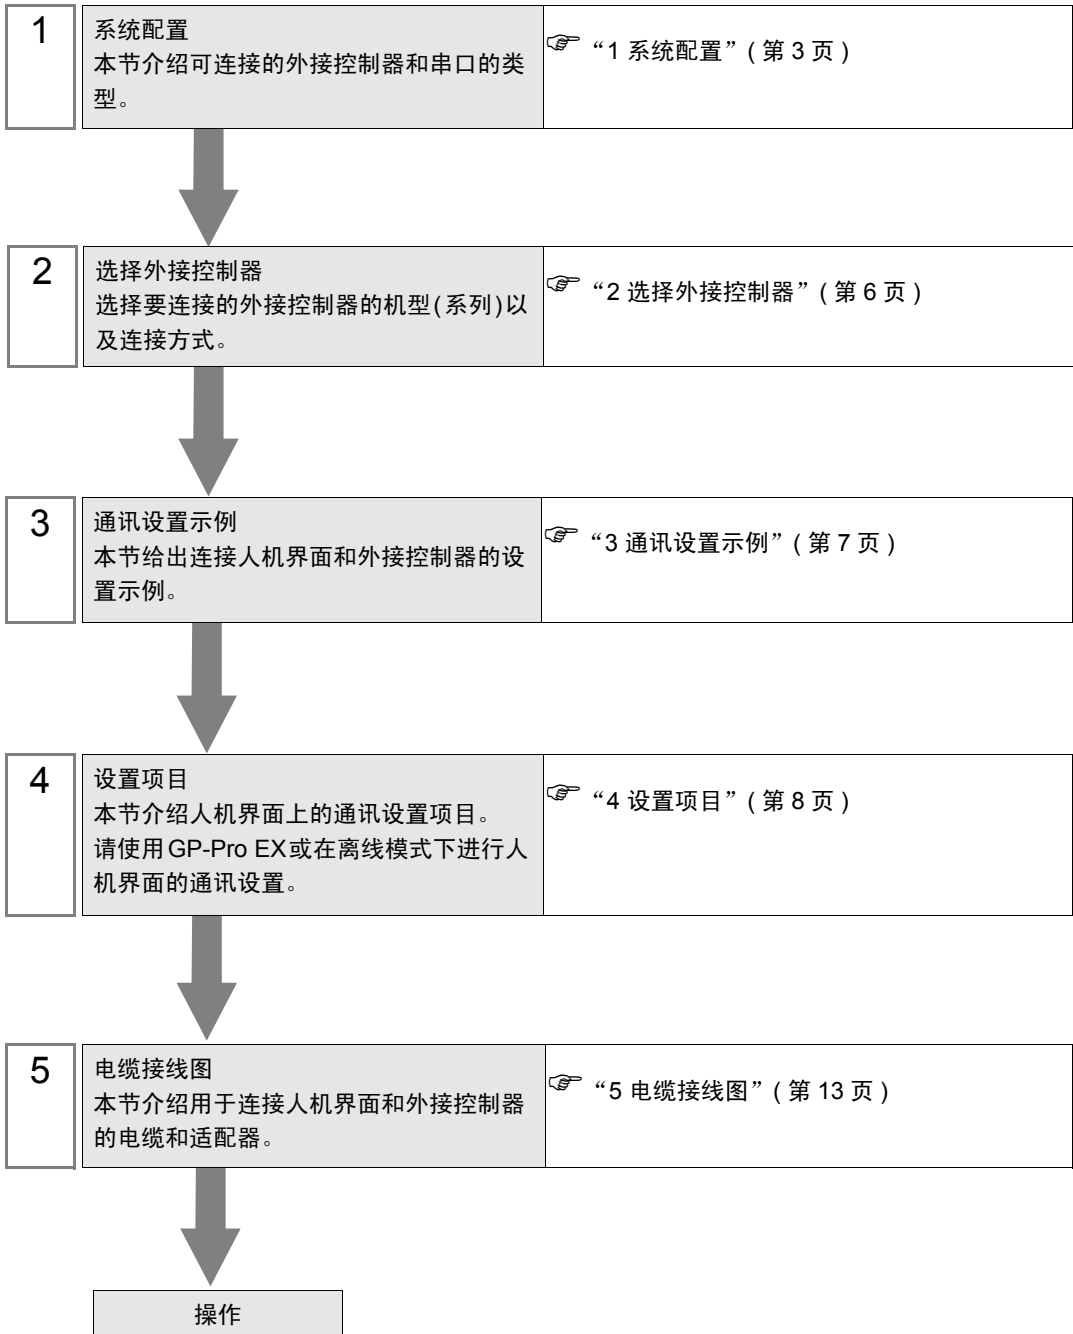 1
系统配置
本节介绍可连接的外接控制器和串口的类
型。
☞ “1 系统配置” ( 第 3 页 )
2
选择外接控制器
选择要连接的外接控制器的机型(系列)以
及连接方式。
☞ “2 选择外接控制器” ( 第 6 页 )
3
通讯设置示例
本节给出连接人机界面和外接控制器的设
置示例。
☞ “3 通讯设置示例” ( 第 7 页 )
4
设置项目
本节介绍人机界面上的通讯设置项目。
请使用 GP-Pro EX 或在离线模式下进行人
机界面的通讯设置。
☞ “4 设置项目” ( 第 8 页 )
5
电缆接线图
本节介绍用于连接人机界面和外接控制器
的电缆和适配器。
☞ “5 电缆接线图” ( 第 13 页 )
操作